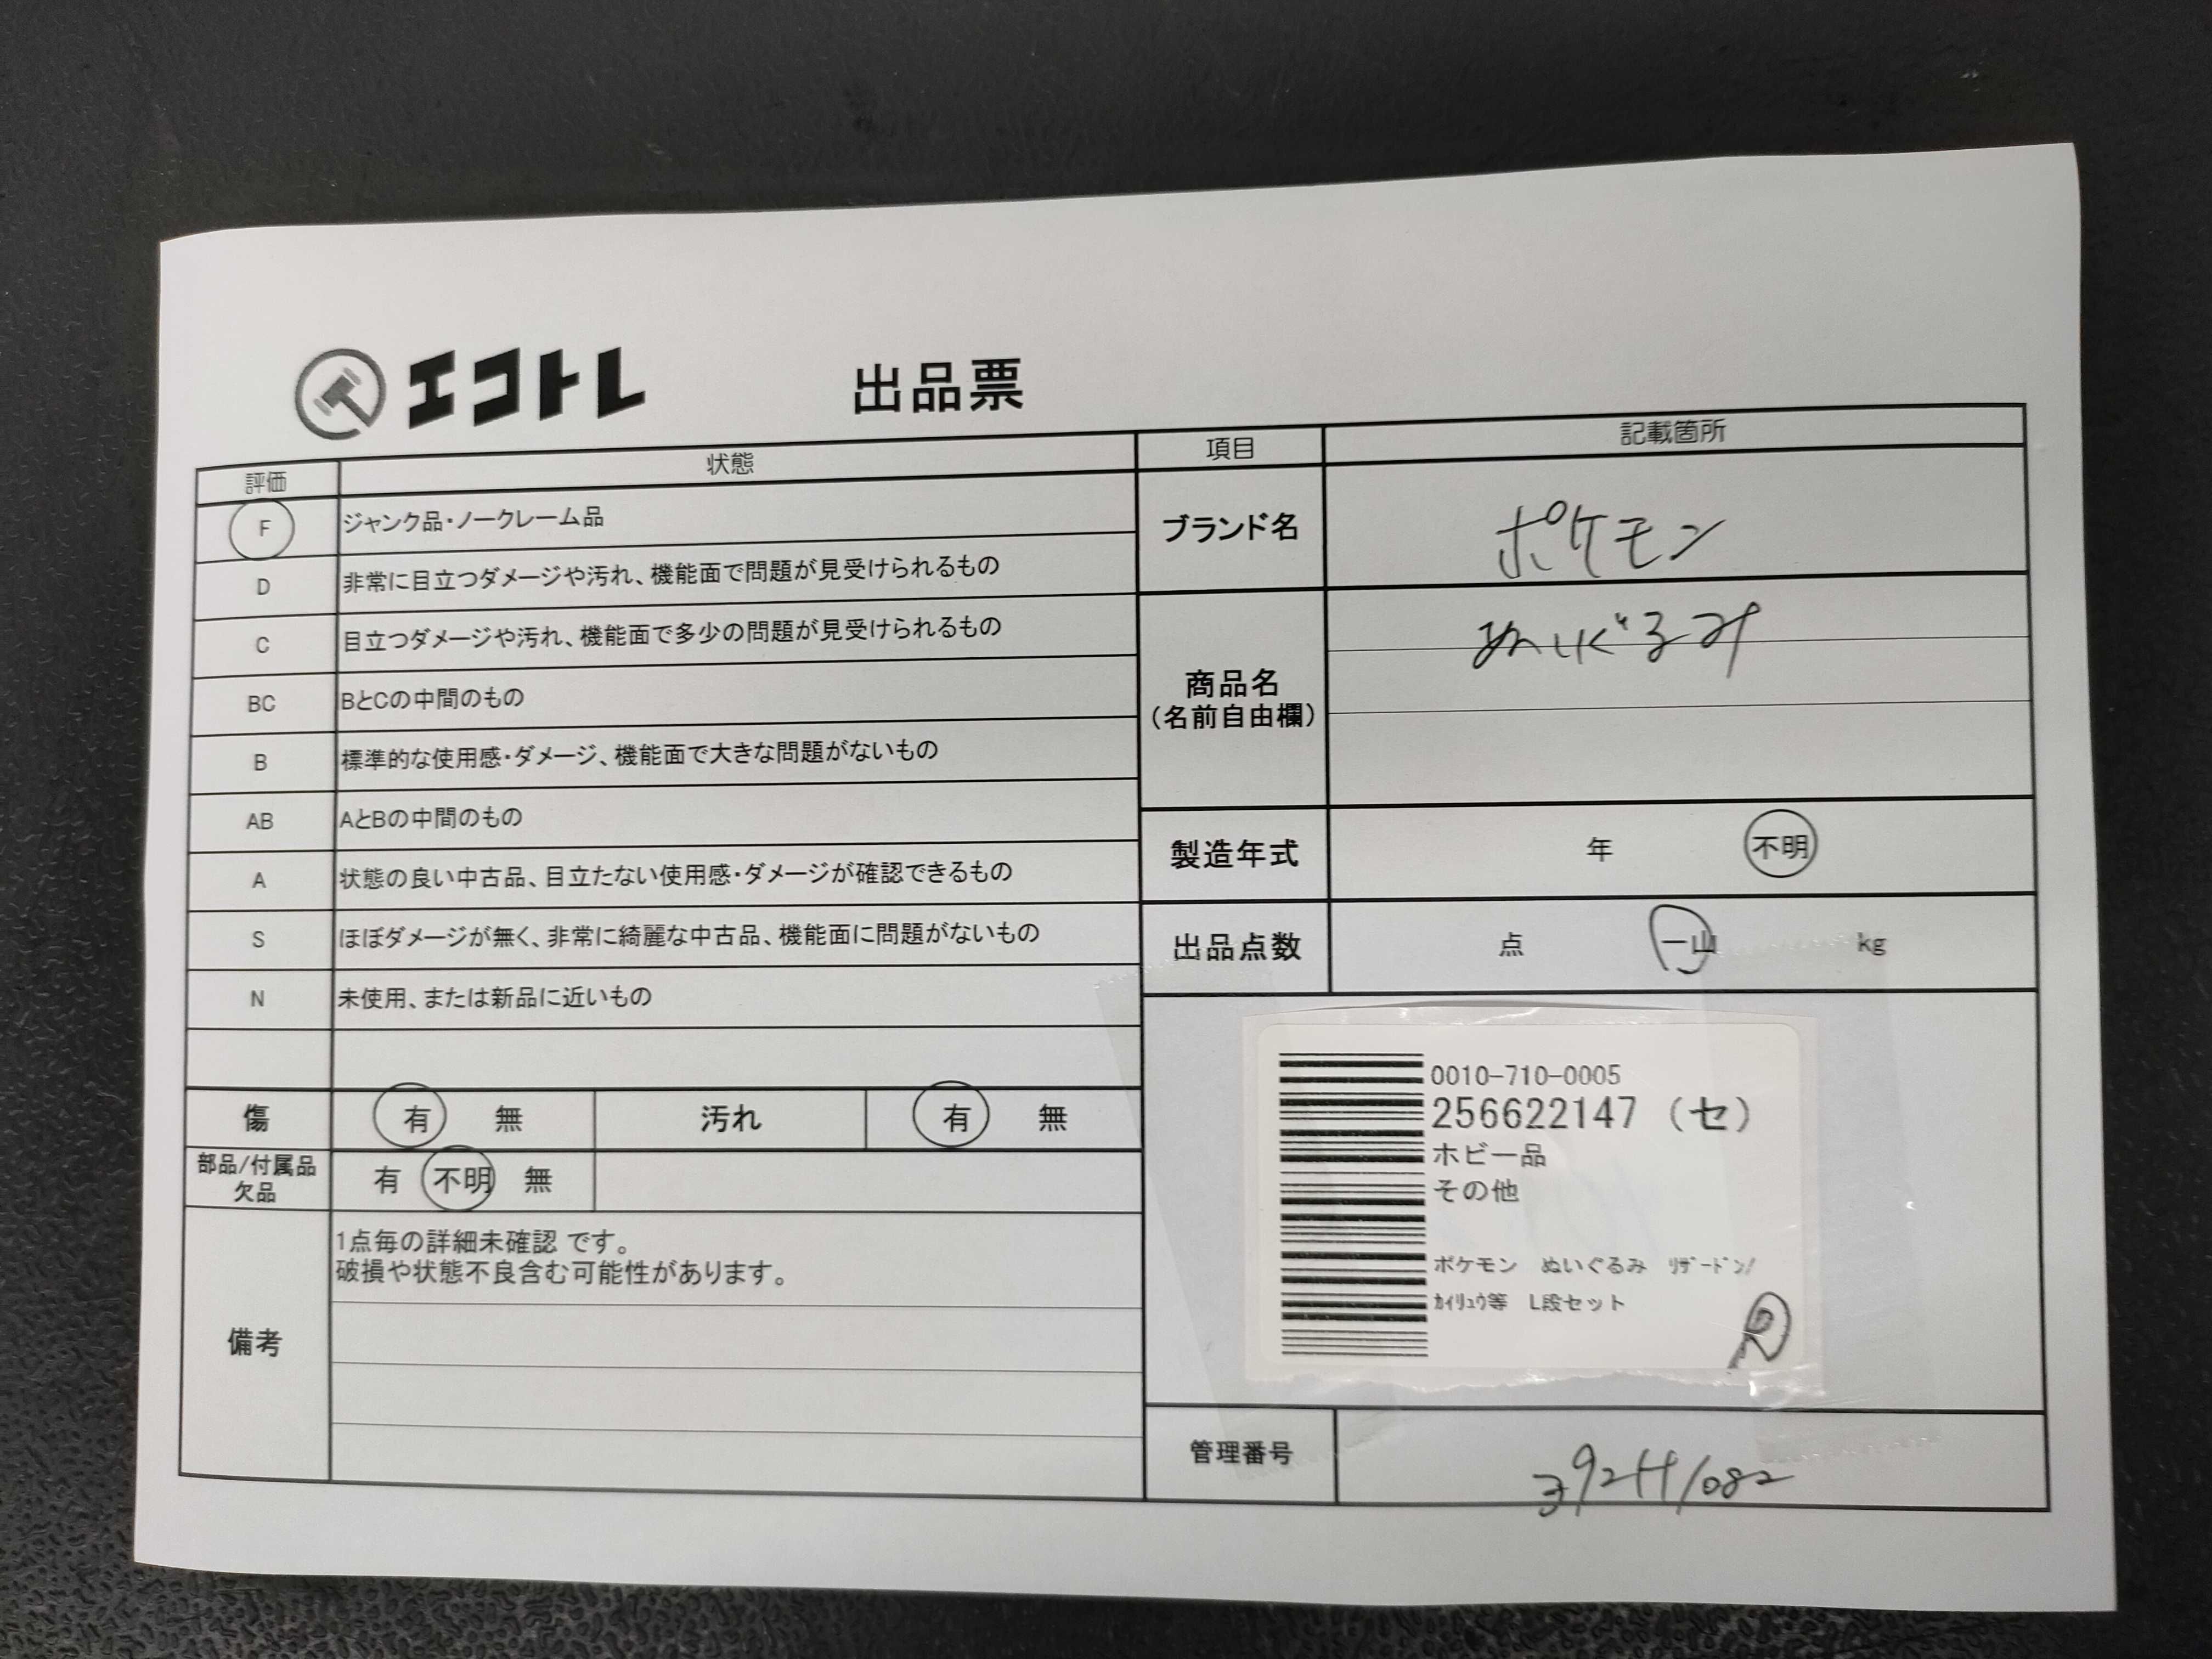 エコトレ 出品票
評価 状態
F ジャンク品・ノークレーム品
D 非常に目立つダメージや汚れ、機能面で問題が見受けられるもの
C 目立つダメージや汚れ、機能面で多少の問題が見受けられるもの
BC BとCの中間のもの
B 標準的な使用感・ダメージ、機能面で大きな問題がないもの
AB AとBの中間のもの
A 状態の良い中古品、目立たない使用感・ダメージが確認できるもの
S ほぼダメージが無く、非常に綺麗な中古品、機能面に問題がないもの
N 未使用、または新品に近いもの
傷 有 無 汚れ 有 無
部品/付属品
欠品 有 不明 無
備考
1点毎の詳細未確認 です。
破損や状態不良含む可能性があります。
項目 記載箇所
ブランド名 ポケモン
商品名
(名前自由欄) ぬいぐるみ
製造年式 年 不明
出品点数 点 一山 kg
0010-710-0005
256622147 (セ)
ホビー品
その他
ポケモン ぬいぐるみ ﾘｻﾞｰﾄﾞﾝ/
ｶｲﾘｭｳ等 L段セット
管理番号